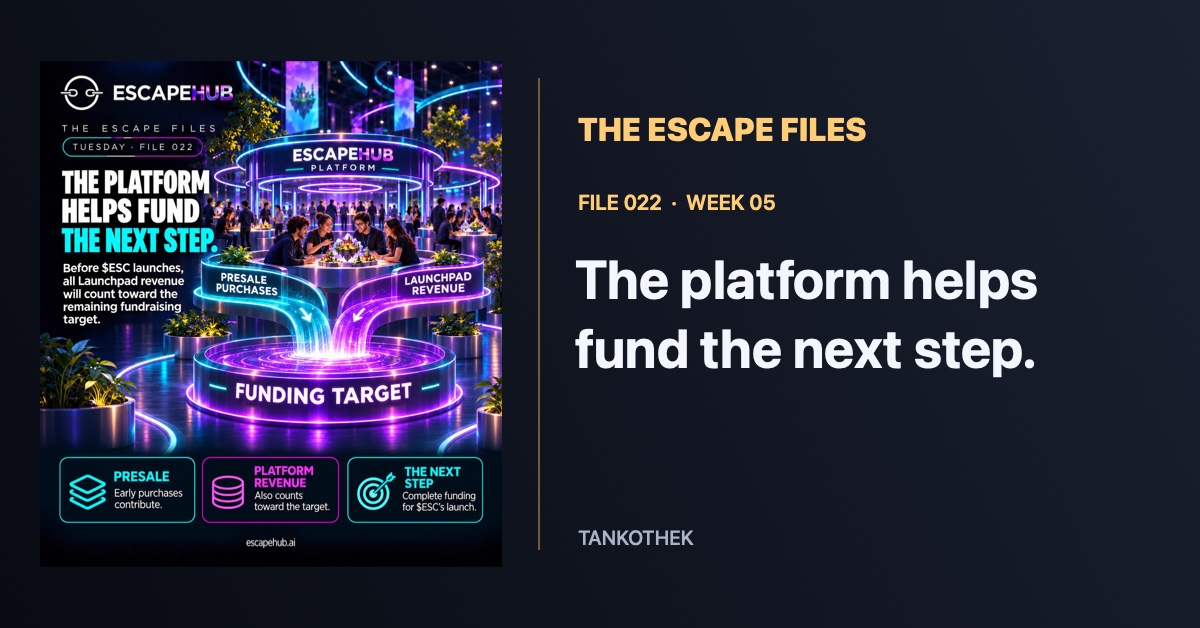 ESCAPEHUB
THE ESCAPE FILES
TUESDAY · FILE 022
THE PLATFORM
HELPS FUND
THE NEXT STEP.
Before $ESC launches,
all Launchpad revenue
will count toward the
remaining fundraising
target.
ESCAPEHUB
PLATFORM
PRESALE
PURCHASES
LAUNCHPAD
REVENUE
FUNDING TARGET
PRESALE
Early purchases
contribute.
PLATFORM
REVENUE
Also counts
toward the target.
THE NEXT
STEP
Complete funding
for $ESC's launch.
escapehub.ai
THE ESCAPE FILES
FILE 022 · WEEK 05
The platform helps
fund the next step.
TANKOTHEK